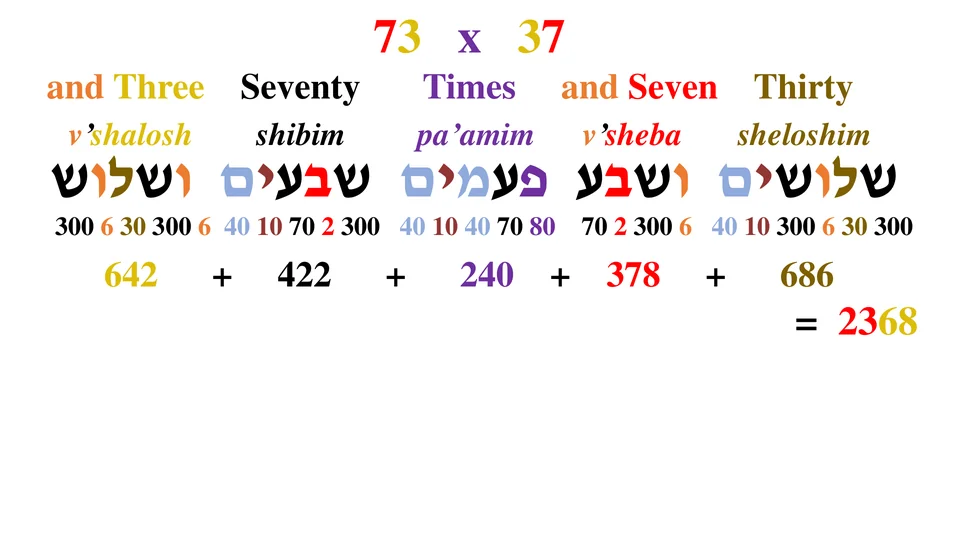 73 x 37
and Three Seventy Times and Seven Thirty
v’shalosh shibim pa’amim v’sheba sheloshim
שלושים ושבע פעמים שבעים ושלוש
300 6 30 300 6 40 10 70 2 300 40 10 40 70 80 70 2 300 6 40 10 300 6 30 300
642 + 422 + 240 + 378 + 686
= 2368